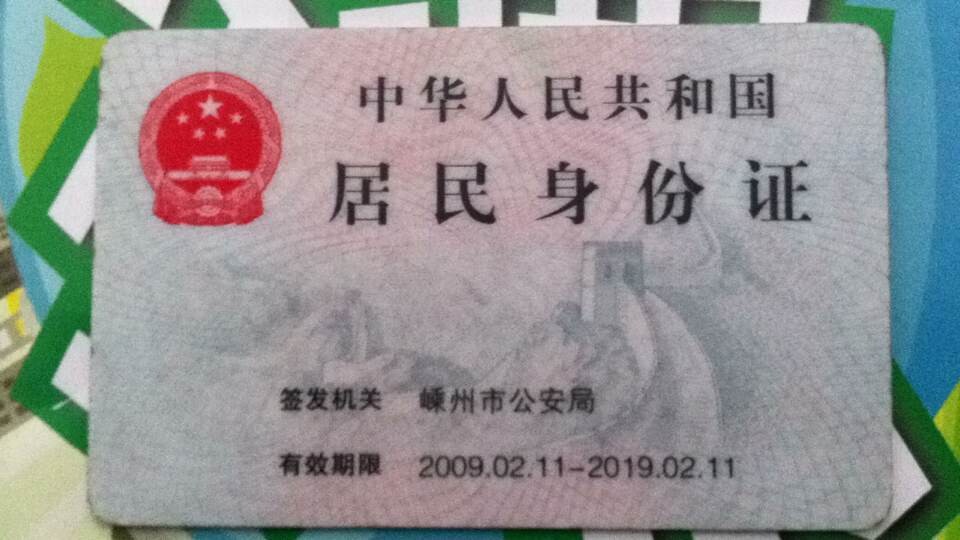 中华人民共和国
居民身份证
签发机关 嵊州市公安局
有效期限 2009.02.11-2019.02.11